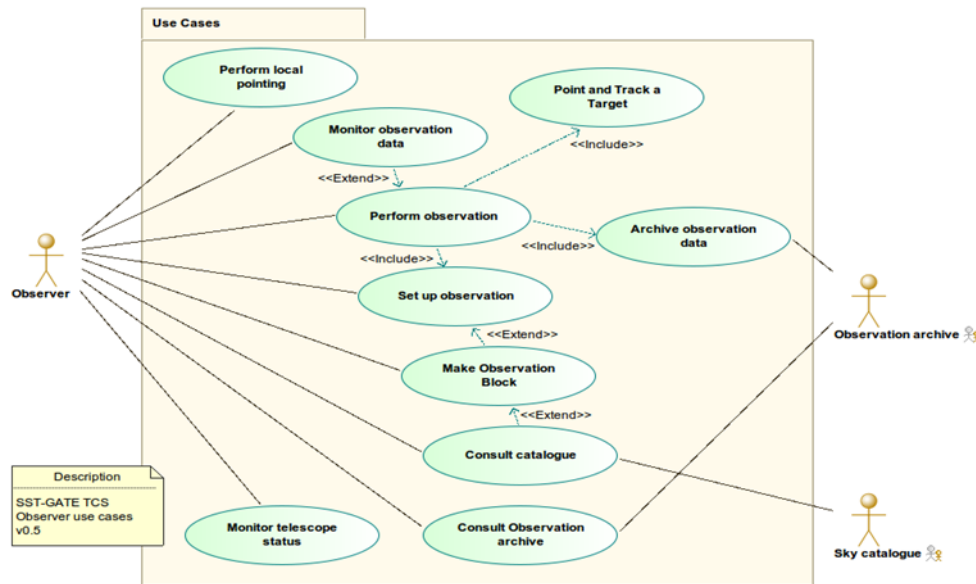 Use Cases
Perform local
pointing
Point and Track a
Target
Monitor observation
data
<<Include>>
<<Extend>>
Perform observation
Archive observation
data
<<Include>>
<<Include>>
Observer
Set up observation
<<Extend>>
Observation archive
Make Observation
Block
<<Extend>>
Consult catalogue
Description
SST-GATE TCS
Observer use cases
v0.5
Monitor telescope
status
Consult Observation
archive
Sky catalogue